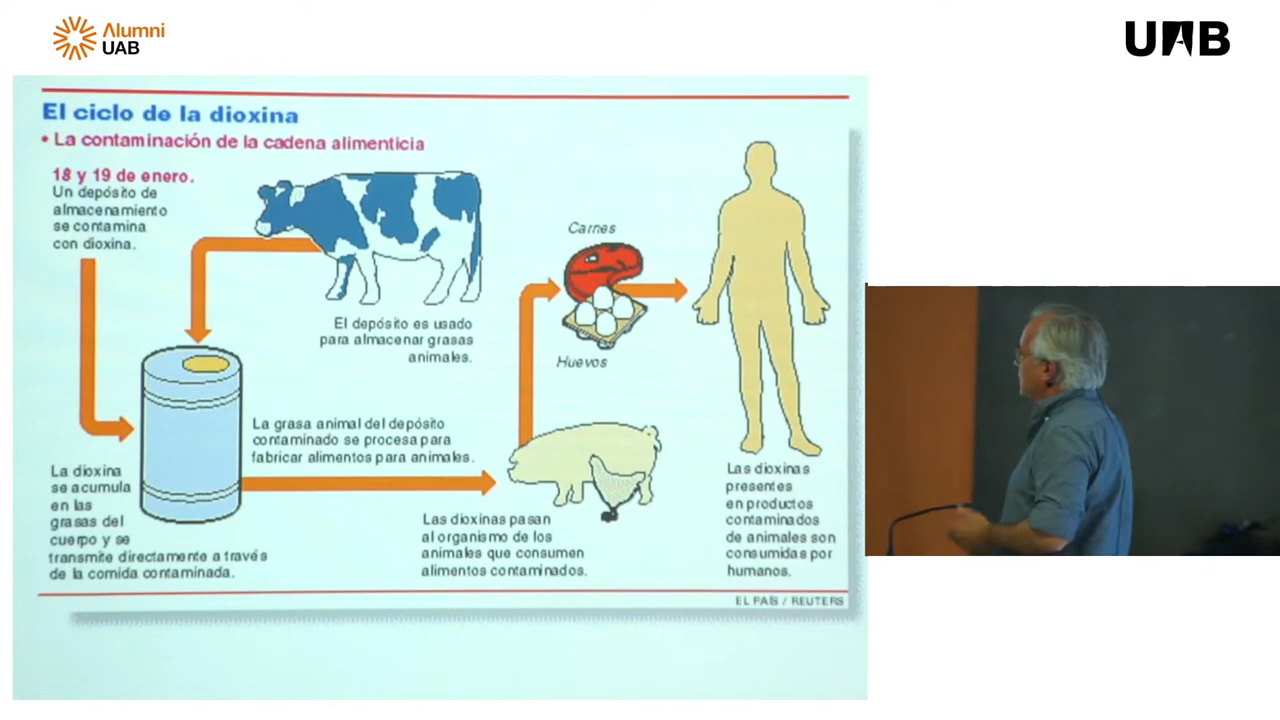 Alumni
UAB
UAB
El ciclo de la dioxina
• La contaminación de la cadena alimenticia
18 y 19 de enero.
Un depósito de
almacenamiento
se contamina
con dioxina.
El depósito es usado
para almacenar grasas
animales.
Carnes
Huevos
La grasa animal del depósito
contaminado se procesa para
fabricar alimentos para animales.
La dioxina
se acumula
en las
grasas del
cuerpo y se
transmite directamente a través
de la comida contaminada.
Las dioxinas pasan
al organismo de los
animales que consumen
alimentos contaminados.
Las dioxinas
presentes
en productos
contaminados
de animales son
consumidas por
humanos.
EL PAÍS / REUTERS